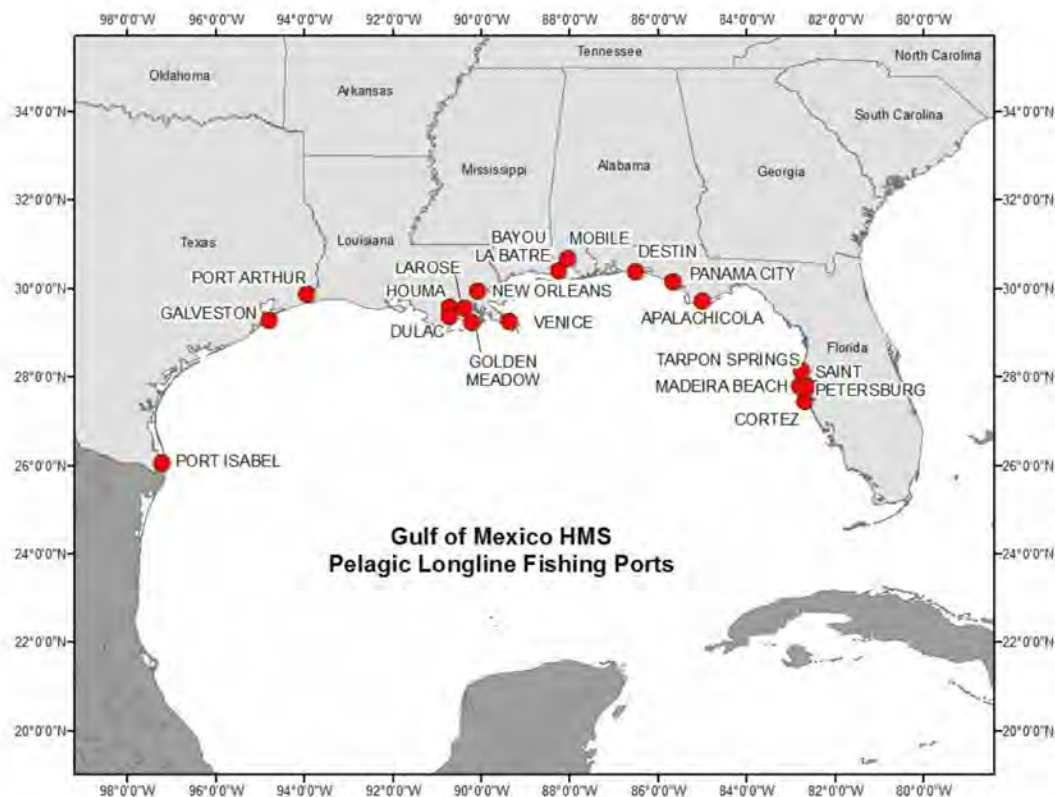 98°0'0"W 96°0'0"W 94°0'0"W 92°0'0"W 90°0'0"W 88°0'0"W 86°0'0"W 84°0'0"W 82°0'0"W 80°0'0"W
Tennessee
North Carolina
Oklahoma
Arkansas
34°0'0"N
South Carolina
34°0'0"N
Mississippi
Alabama
Georgia
32°0'0"N
32°0'0"N
Texas
Louisiana
BAYOU
LA BATRE
MOBILE
DESTIN
PORT ARTHUR
LAROSE
PANAMA CITY
30°0'0"N
HOUMA
NEW ORLEANS
30°0'0"N
GALVESTON
DULAC
VENICE
APALACHICOLA
GOLDEN
MEADOW
TARPON SPRINGS
Florida
28°0'0"N
MADEIRA BEACH
SAINT
PETERSBURG
28°0'0"N
CORTEZ
PORT ISABEL
26°0'0"N
26°0'0"N
Gulf of Mexico HMS
Pelagic Longline Fishing Ports
24°0'0"N
24°0'0"N
22°0'0"N
22°0'0"N
20°0'0"N
20°0'0"N
98°0'0"W 96°0'0"W 94°0'0"W 92°0'0"W 90°0'0"W 88°0'0"W 86°0'0"W 84°0'0"W 82°0'0"W 80°0'0"W